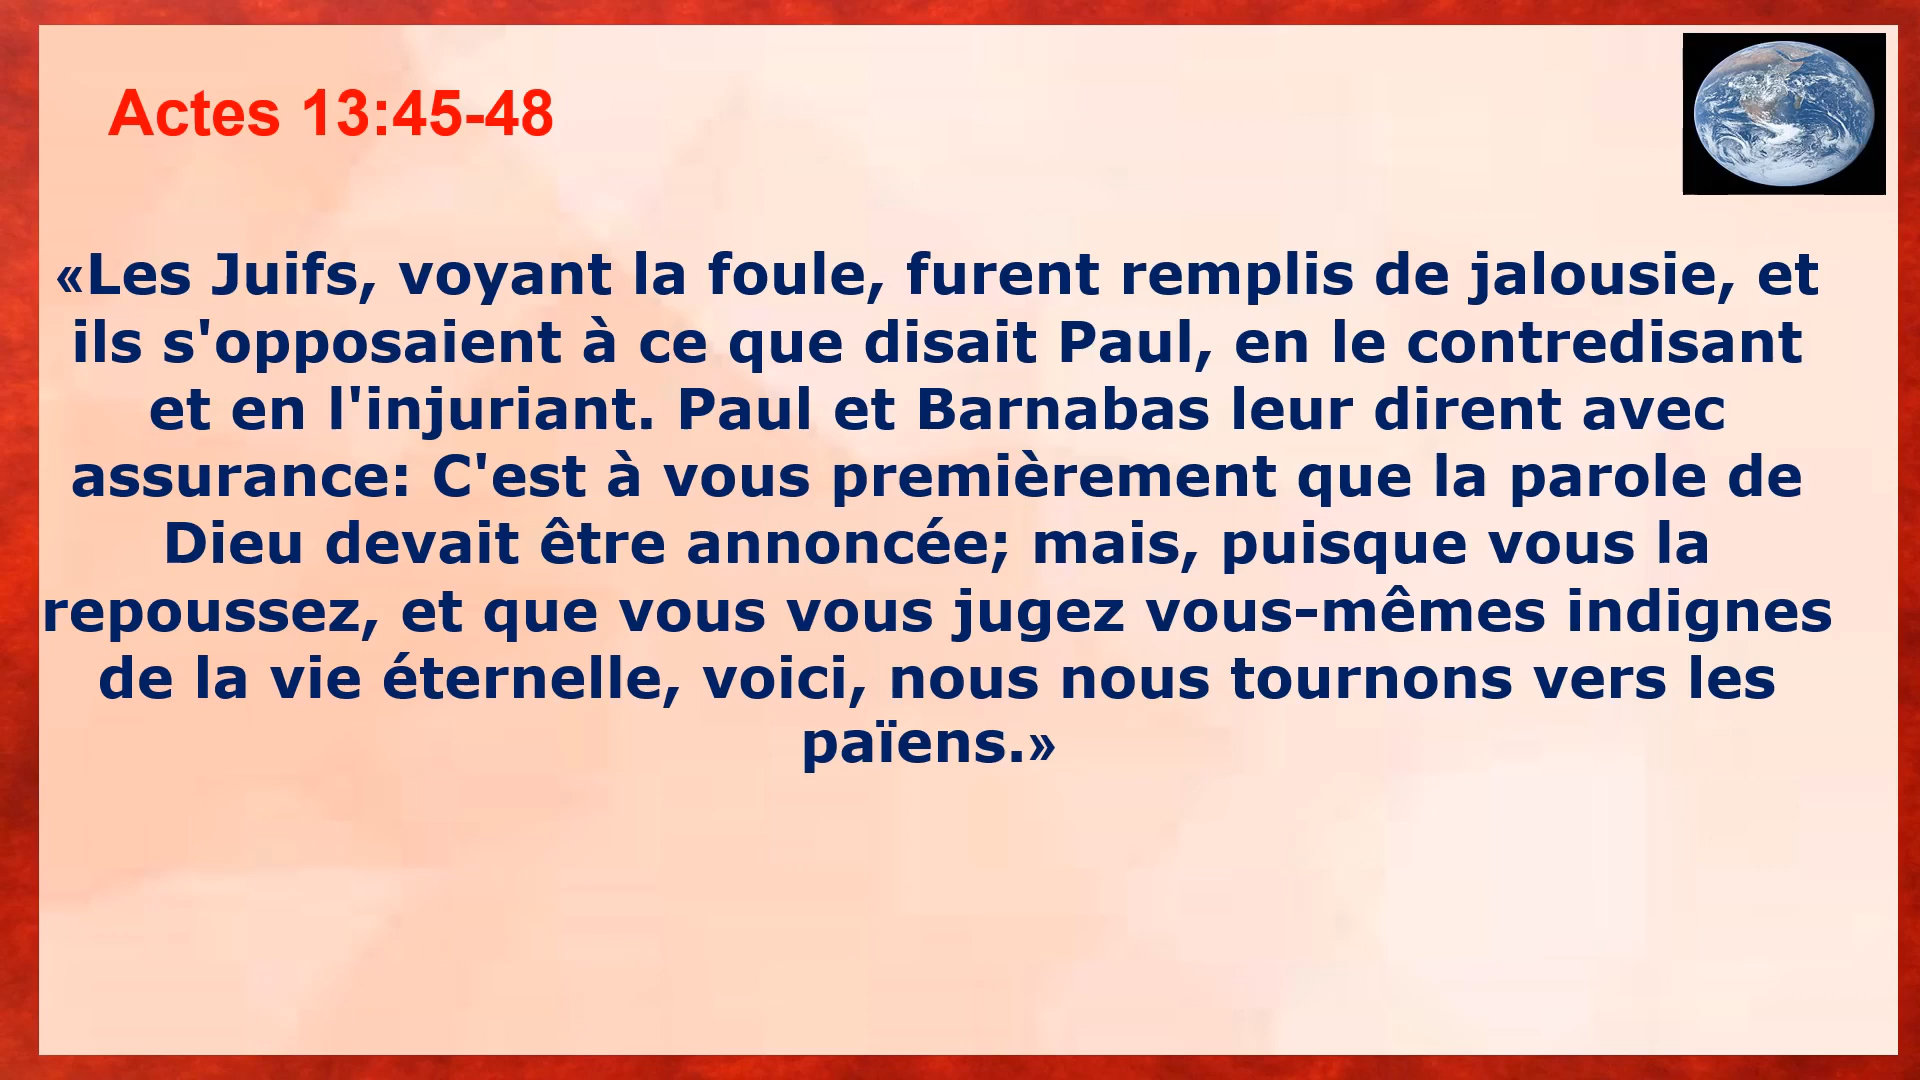 Actes 13:45-48
«Les Juifs, voyant la foule, furent remplis de jalousie, et
ils s'opposaient à ce que disait Paul, en le contredisant
et en l'injuriant. Paul et Barnabas leur dirent avec
assurance: C'est à vous premièrement que la parole de
Dieu devait être annoncée; mais, puisque vous la
repoussez, et que vous vous jugez vous-mêmes indignes
de la vie éternelle, voici, nous nous tournons vers les
païens.»